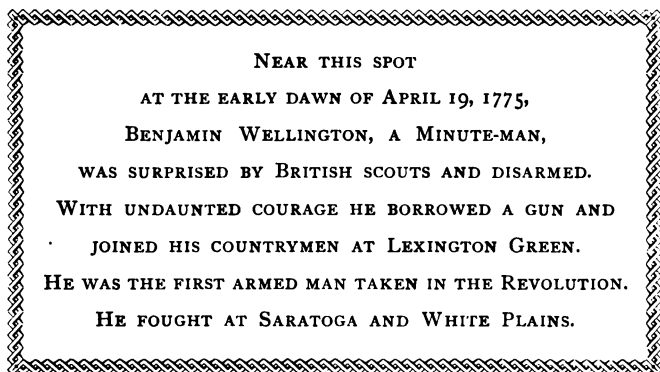 NEAR THIS SPOT
AT THE EARLY DAWN OF APRIL 19, 1775,
BENJAMIN WELLINGTON, A MINUTE-MAN,
WAS SURPRISED BY BRITISH SCOUTS AND DISARMED.
WITH UNDAUNTED COURAGE HE BORROWED A GUN AND
JOINED HIS COUNTRYMEN AT LEXINGTON GREEN.
HE WAS THE FIRST ARMED MAN TAKEN IN THE REVOLUTION.
HE FOUGHT AT SARATOGA AND WHITE PLAINS.